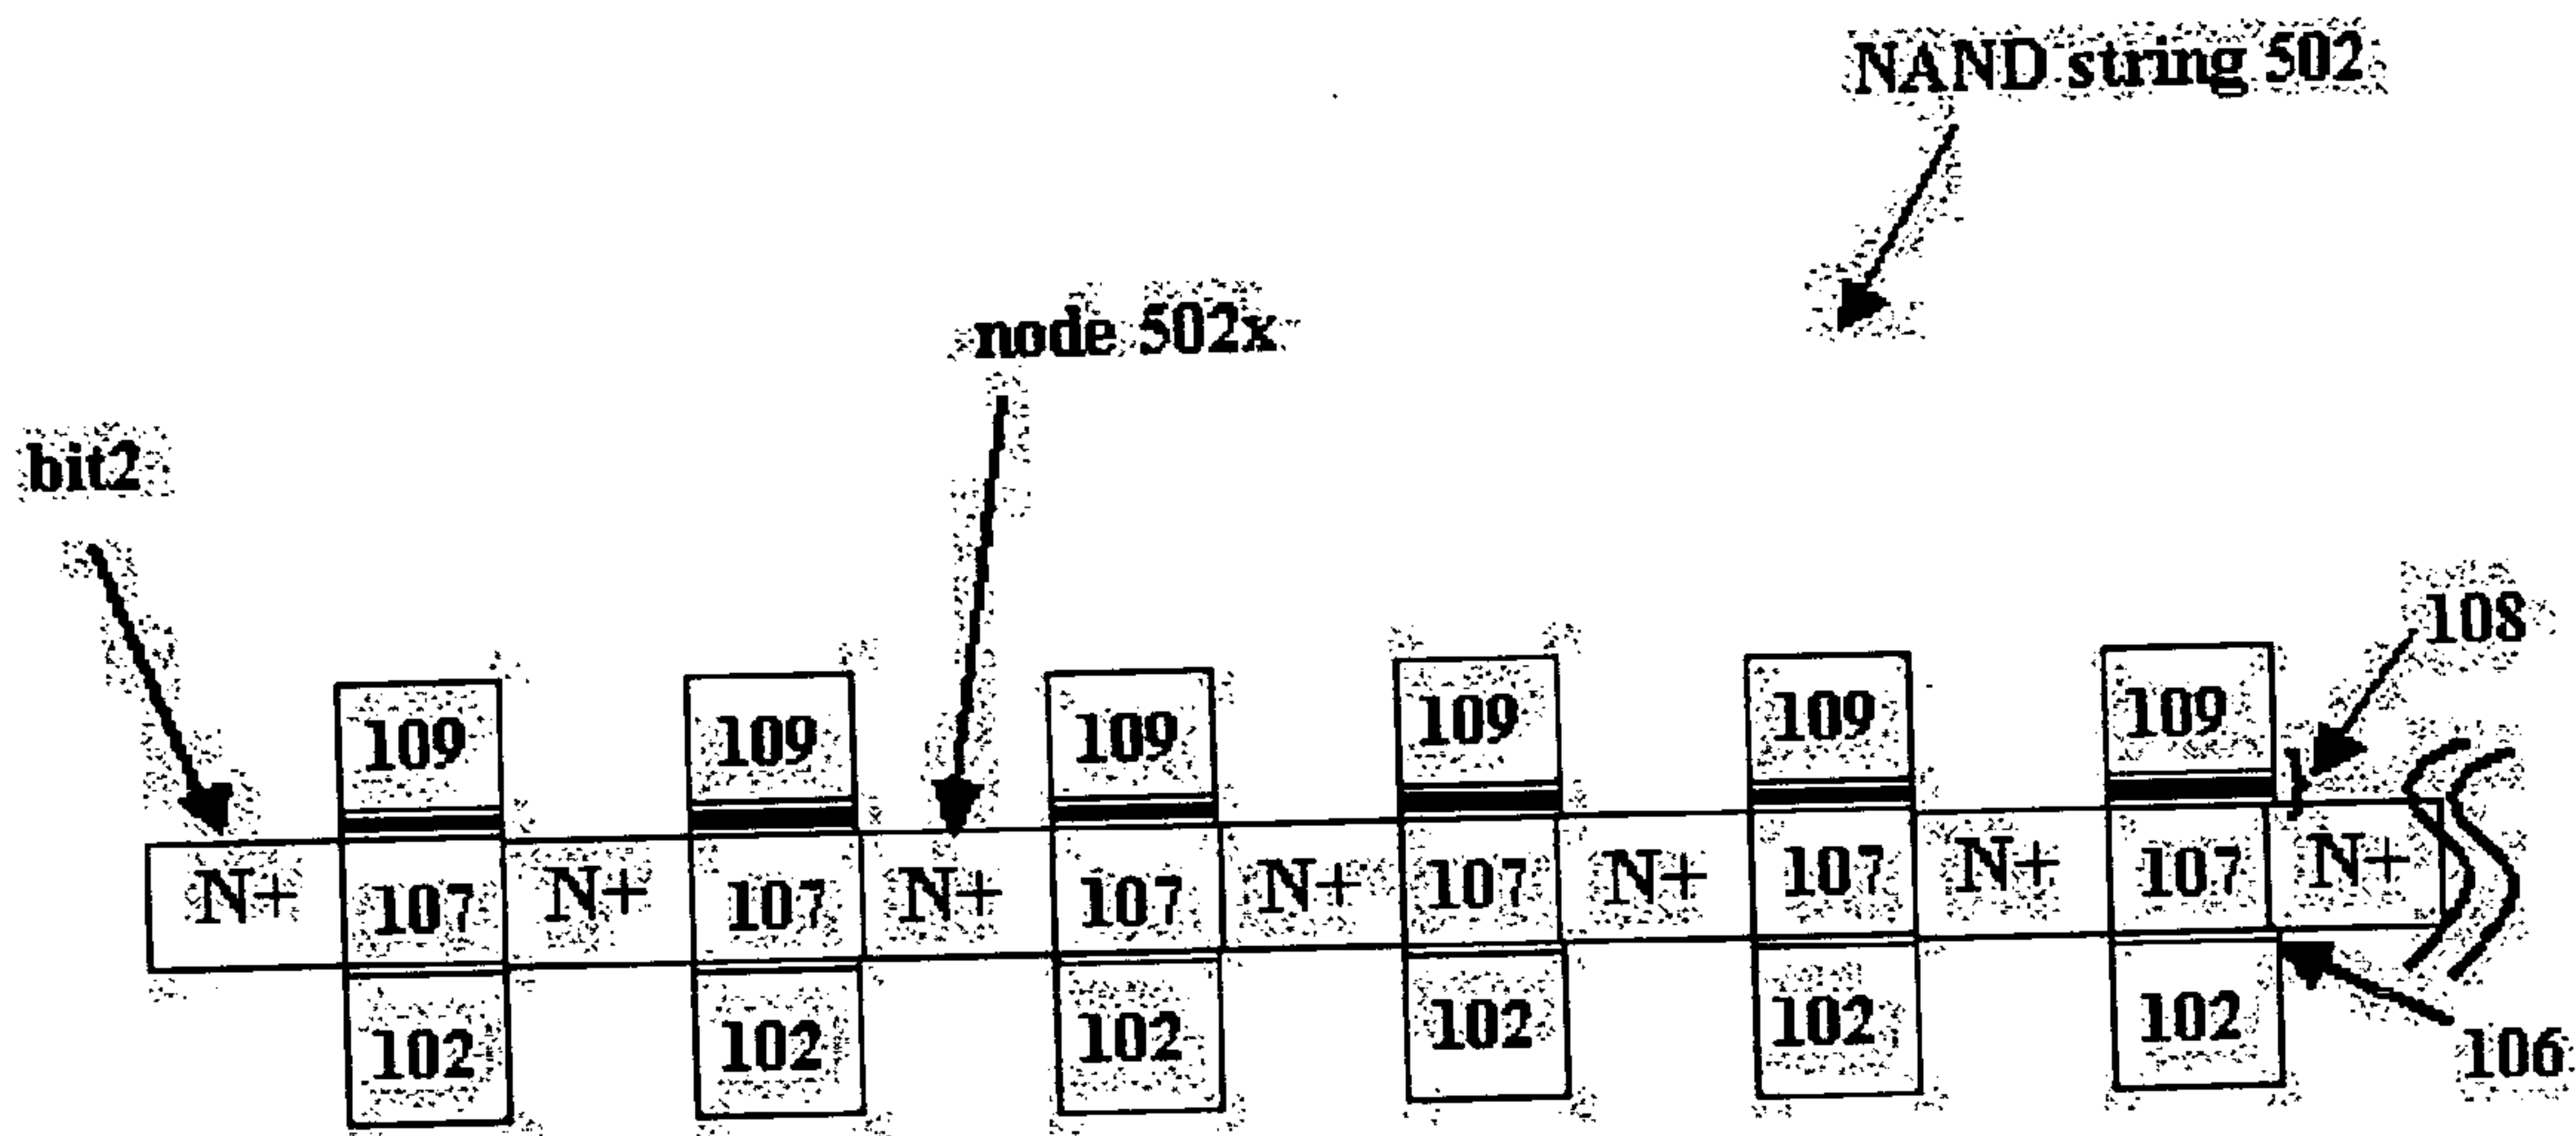 NAND string 502
node 502x
bit2
108
109 109 109 109 109 109
N+ 107 N+ 107 N+ 107 N+ 107 N+ 107 N+ 107 N+
102 102 102 102 102 102
106